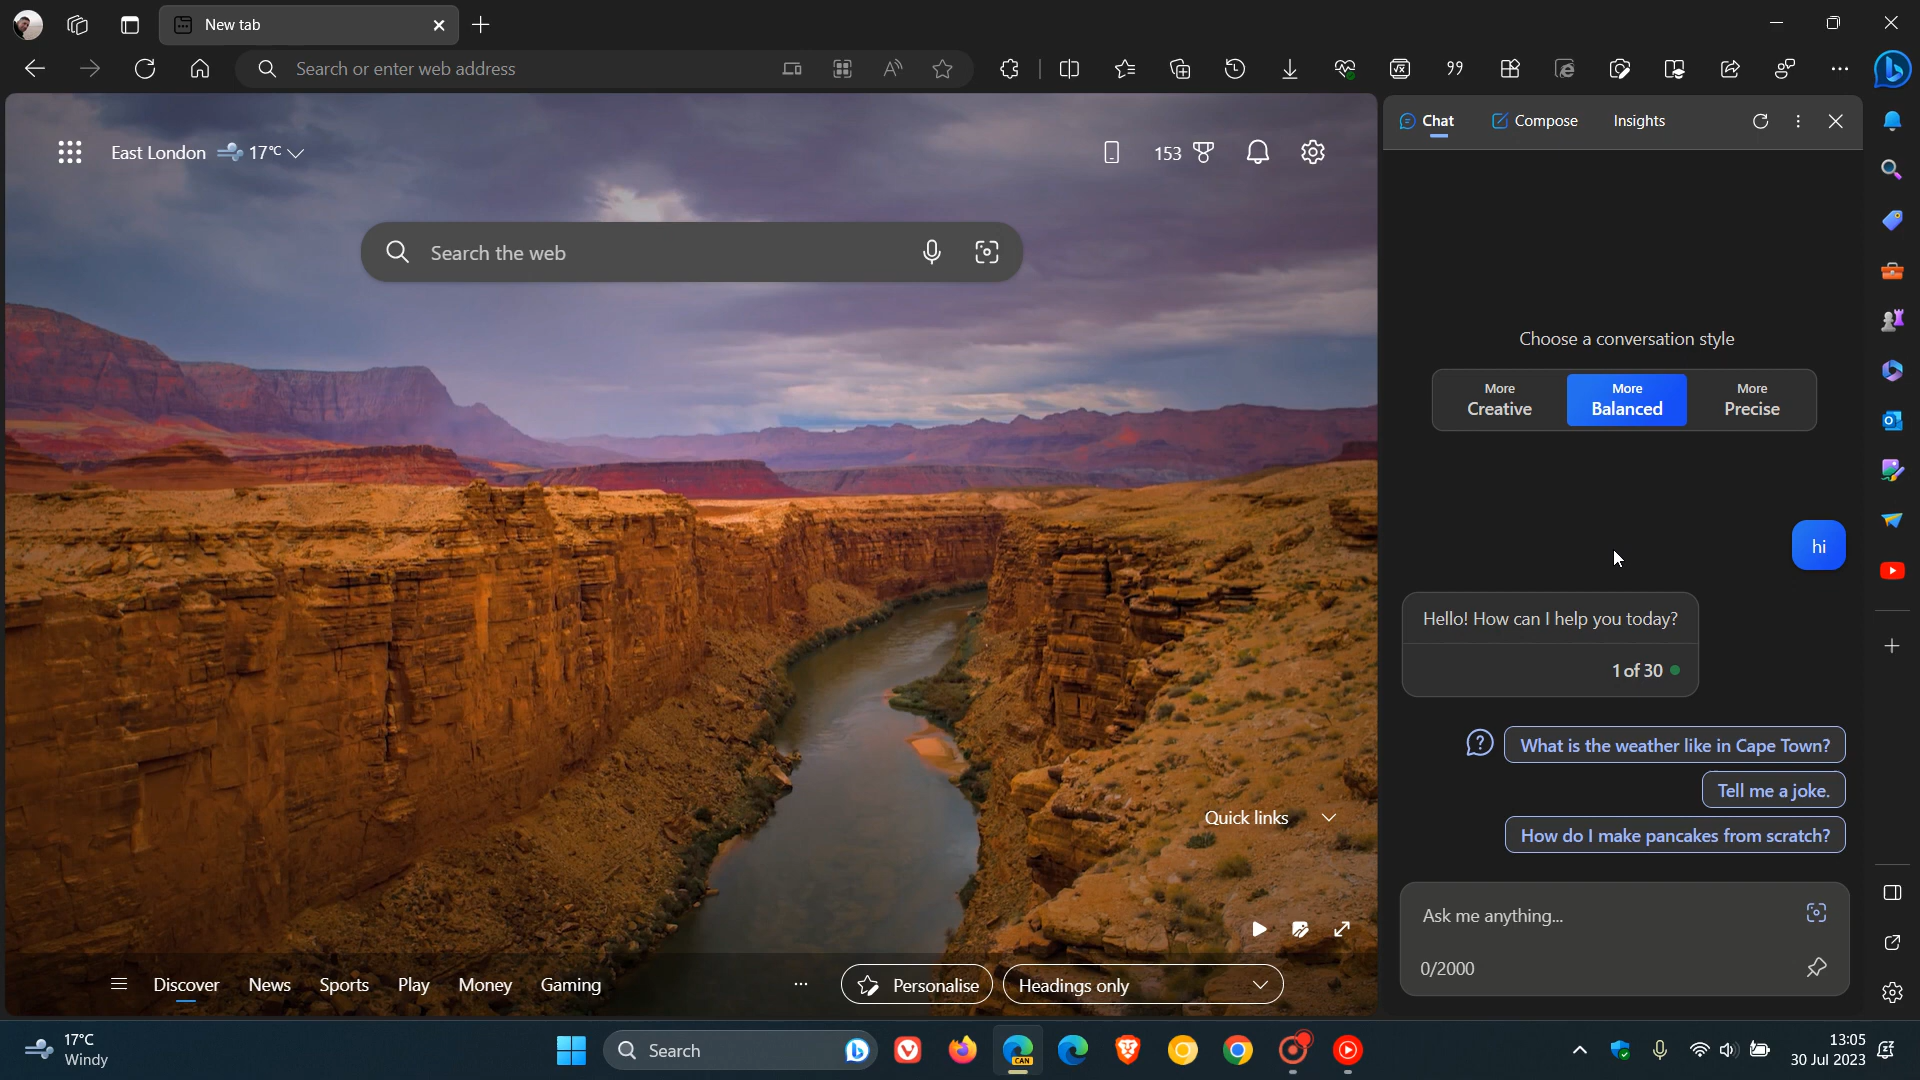 New tab
Search or enter web address
East London 17°C
153
Search the web
Quick links
Discover News Sports Play Money Gaming
Personalise
Headings only
Chat Compose Insights
Choose a conversation style
More Creative
More Balanced
More Precise
hi
Hello! How can I help you today?
1 of 30
What is the weather like in Cape Town?
Tell me a joke.
How do I make pancakes from scratch?
Ask me anything...
0/2000
17°C
Windy
Search
CAN
13:05
30 Jul 2023